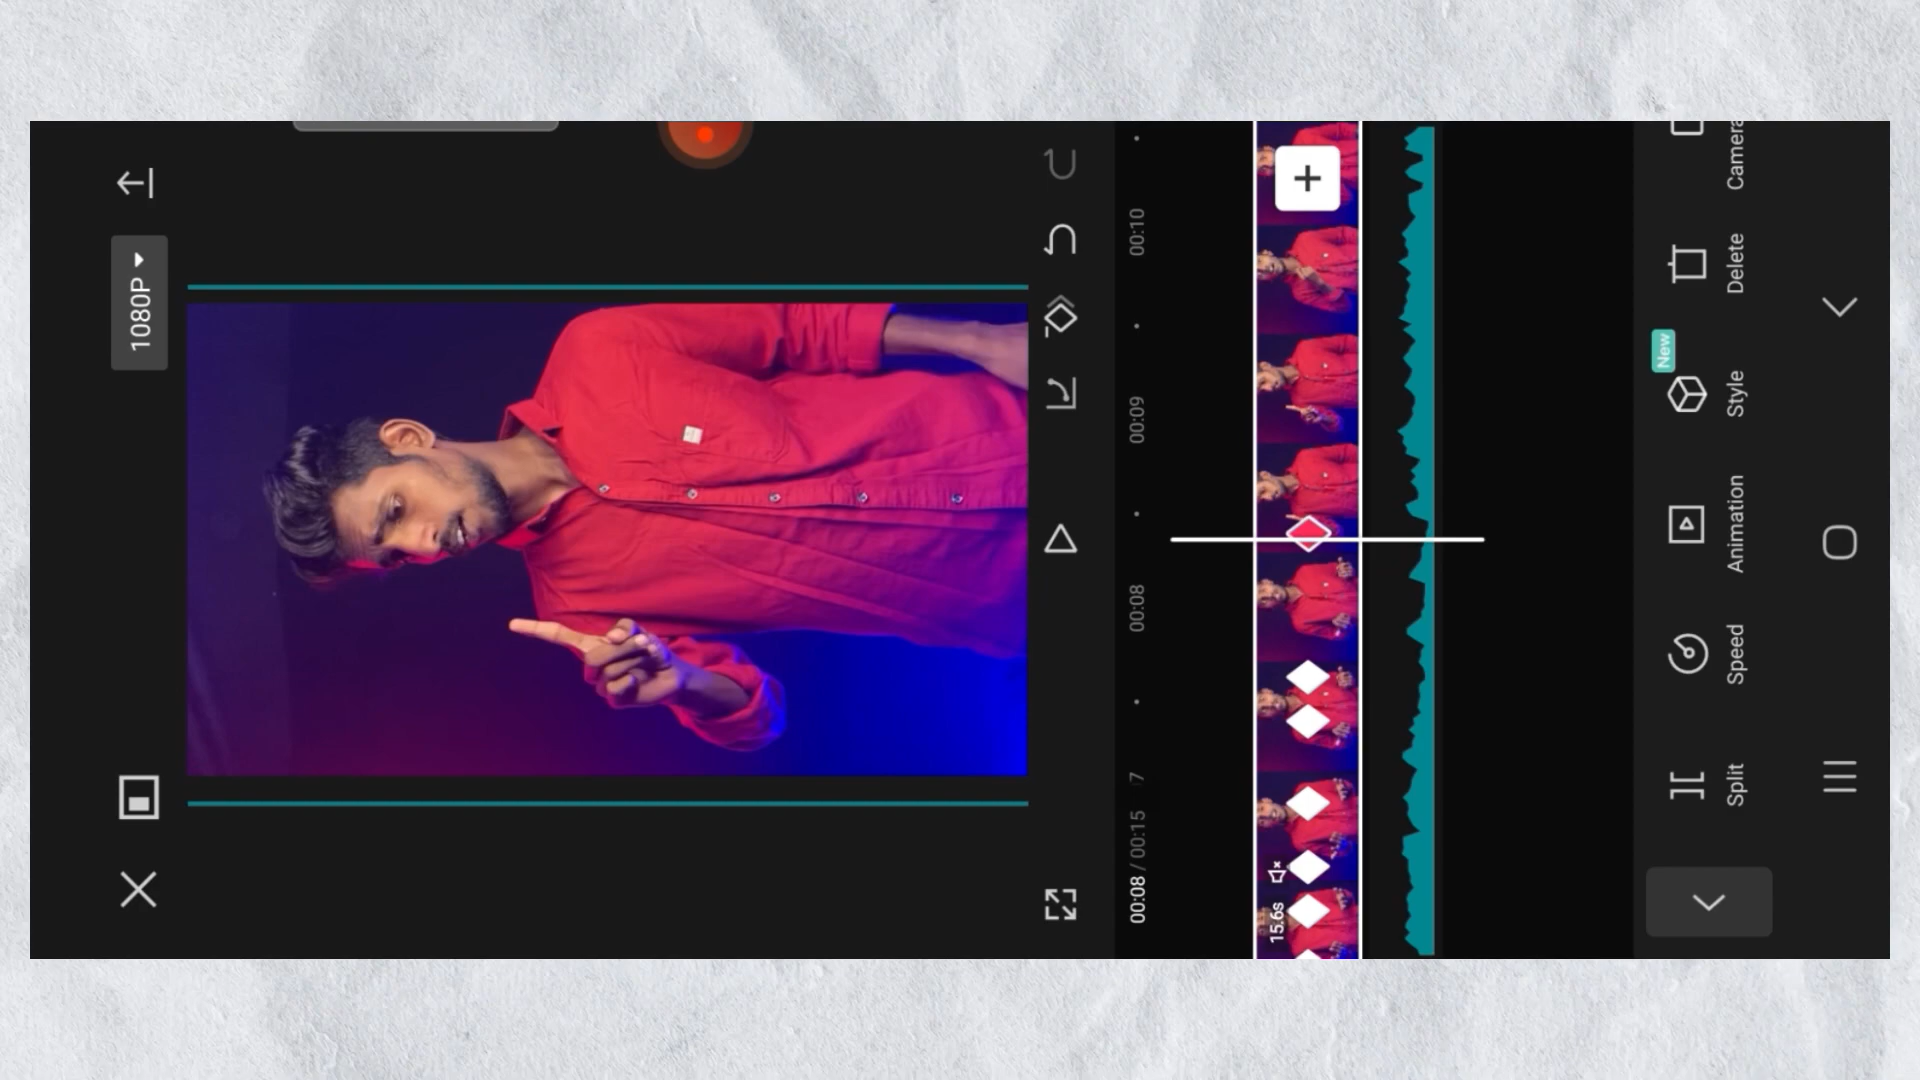 1080P
00:08 / 00:15
7
00:08
00:09
00:10
15.6s
Split
Speed
Animation
New
Style
Delete
Camera